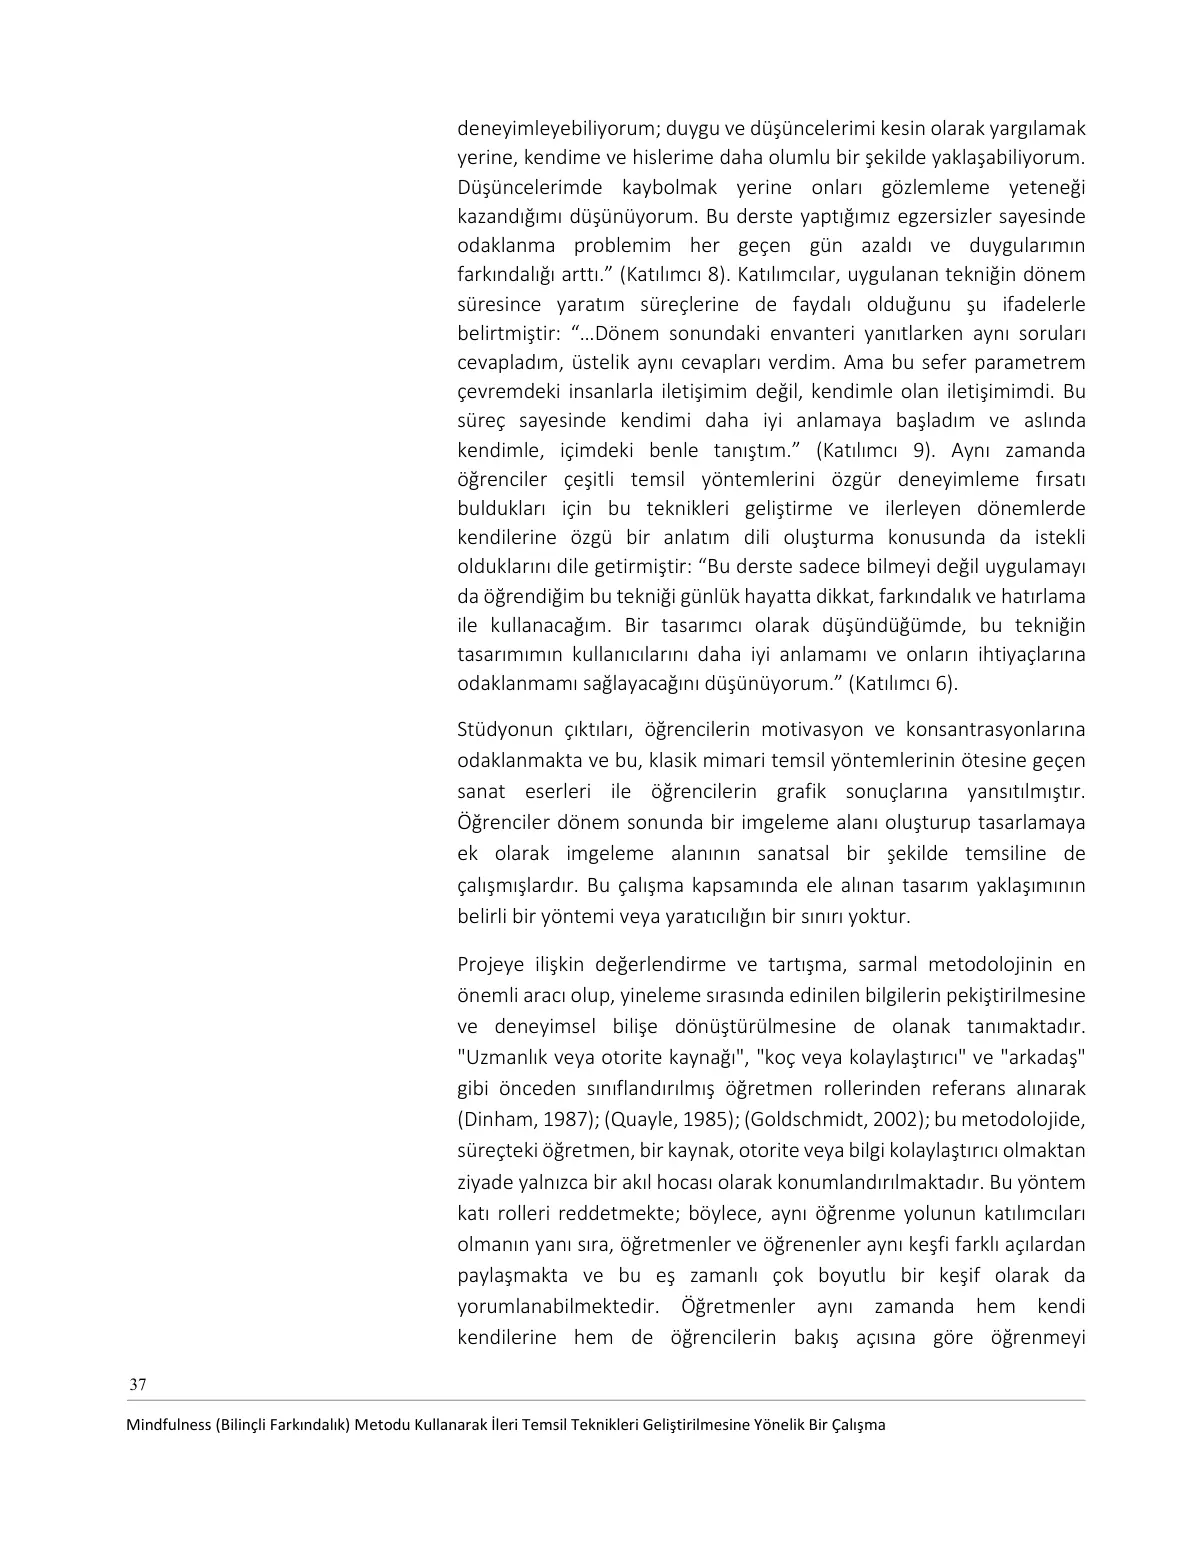 deneyimleyebiliyorum; duygu ve düşüncelerimi kesin olarak yargılamak
yerine, kendime ve hislerime daha olumlu bir şekilde yaklaşabiliyorum.
Düşüncelerimde kaybolmak yerine onları gözlemleme yeteneği
kazandığımı düşünüyorum. Bu derste yaptığımız egzersizler sayesinde
odaklanma problemim her geçen gün azaldı ve duygularımın
farkındalığı arttı.” (Katılımcı 8). Katılımcılar, uygulanan tekniğin dönem
süresince yaratım süreçlerine de faydalı olduğunu şu ifadelerle
belirtmiştir: “…Dönem sonundaki envanteri yanıtlarken aynı soruları
cevapladım, üstelik aynı cevapları verdim. Ama bu sefer parametrem
çevremdeki insanlarla iletişimim değil, kendimle olan iletişimimdi. Bu
süreç sayesinde kendimi daha iyi anlamaya başladım ve aslında
kendimle, içimdeki benle tanıştım.” (Katılımcı 9). Aynı zamanda
öğrenciler çeşitli temsil yöntemlerini özgür deneyimleme fırsatı
buldukları için bu teknikleri geliştirme ve ilerleyen dönemlerde
kendilerine özgü bir anlatım dili oluşturma konusunda da istekli
olduklarını dile getirmiştir: “Bu derste sadece bilmeyi değil uygulamayı
da öğrendiğim bu tekniği günlük hayatta dikkat, farkındalık ve hatırlama
ile kullanacağım. Bir tasarımcı olarak düşündüğümde, bu tekniğin
tasarımımın kullanıcılarını daha iyi anlamamı ve onların ihtiyaçlarına
odaklanmamı sağlayacağını düşünüyorum.” (Katılımcı 6).
Stüdyonun çıktıları, öğrencilerin motivasyon ve konsantrasyonlarına
odaklanmakta ve bu, klasik mimari temsil yöntemlerinin ötesine geçen
sanat eserleri ile öğrencilerin grafik sonuçlarına yansıtılmıştır.
Öğrenciler dönem sonunda bir imgeleme alanı oluşturup tasarlamaya
ek olarak imgeleme alanının sanatsal bir şekilde temsiline de
çalışmışlardır. Bu çalışma kapsamında ele alınan tasarım yaklaşımının
belirli bir yöntemi veya yaratıcılığın bir sınırı yoktur.
Projeye ilişkin değerlendirme ve tartışma, sarmal metodolojinin en
önemli aracı olup, yineleme sırasında edinilen bilgilerin pekiştirilmesine
ve deneyimsel bilişe dönüştürülmesine de olanak tanımaktadır.
"Uzmanlık veya otorite kaynağı", "koç veya kolaylaştırıcı" ve "arkadaş"
gibi önceden sınıflandırılmış öğretmen rollerinden referans alınarak
(Dinham, 1987); (Quayle, 1985); (Goldschmidt, 2002); bu metodolojide,
süreçteki öğretmen, bir kaynak, otorite veya bilgi kolaylaştırıcı olmaktan
ziyade yalnızca bir akıl hocası olarak konumlandırılmaktadır. Bu yöntem
katı rolleri reddetmekte; böylece, aynı öğrenme yolunun katılımcıları
olmanın yanı sıra, öğretmenler ve öğrenenler aynı keşfi farklı açılardan
paylaşmakta ve bu eş zamanlı çok boyutlu bir keşif olarak da
yorumlanabilmektedir. Öğretmenler aynı zamanda hem kendi
kendilerine hem de öğrencilerin bakış açısına göre öğrenmeyi
37
Mindfulness (Bilinçli Farkındalık) Metodu Kullanarak İleri Temsil Teknikleri Geliştirilmesine Yönelik Bir Çalışma